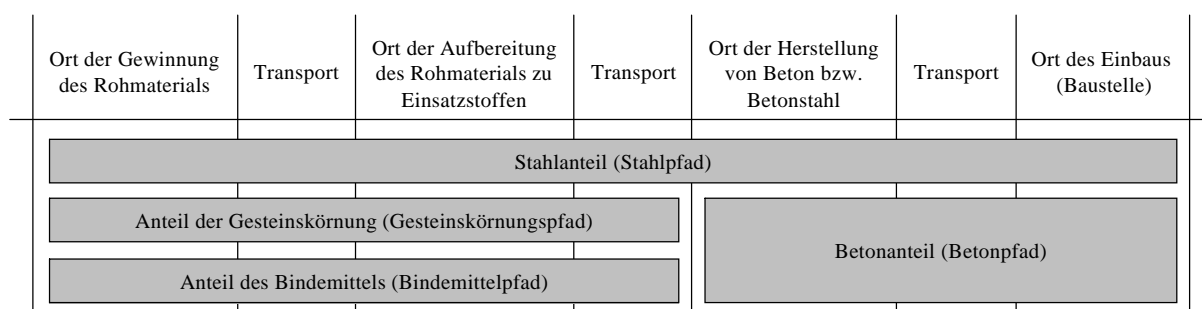 Ort der Gewinnung
des Rohmaterials
Transport
Ort der Aufbereitung
des Rohmaterials zu
Einsatzstoffen
Transport
Ort der Herstellung
von Beton bzw.
Betonstahl
Transport
Ort des Einbaus
(Baustelle)
Stahlanteil (Stahlpfad)
Anteil der Gesteinskörnung (Gesteinskörnungspfad)
Betonanteil (Betonpfad)
Anteil des Bindemittels (Bindemittelpfad)